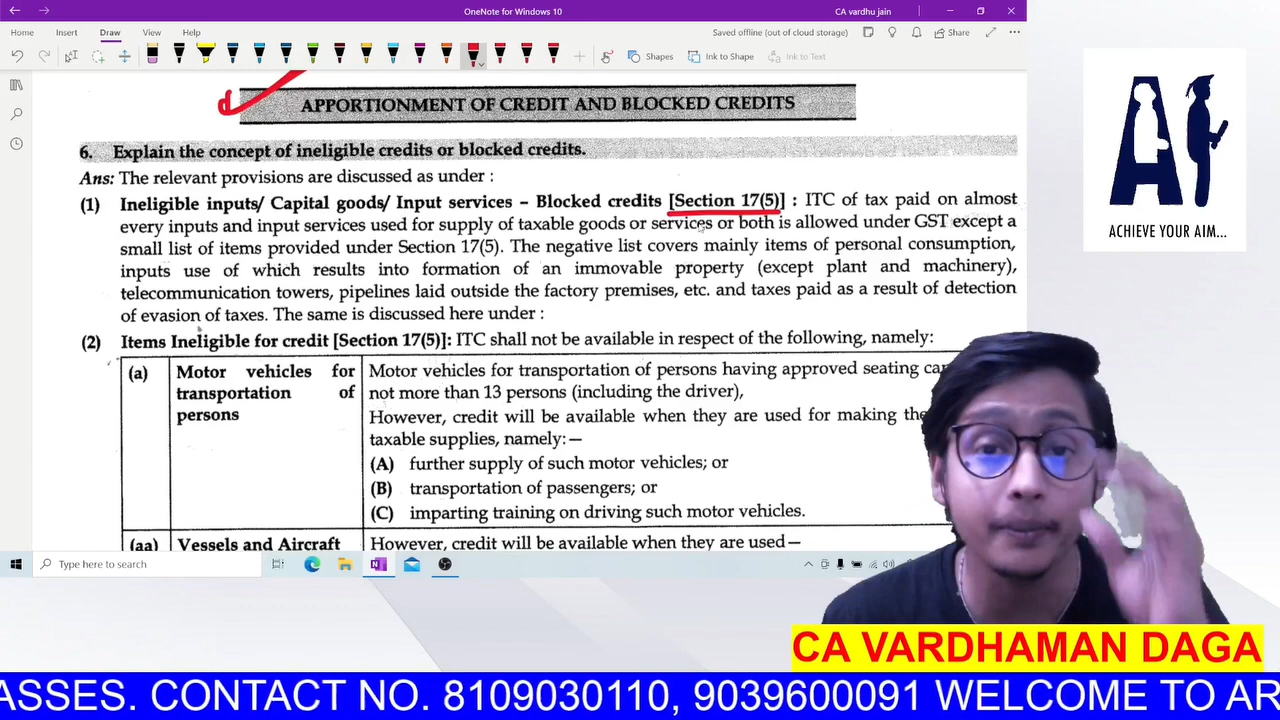 OneNote for Windows 10
CA vardhu jain
Home Insert Draw View Help
Saved offline (out of cloud storage)
Share
Shapes
Ink to Shape
Ink to Text
APPORTIONMENT OF CREDIT AND BLOCKED CREDITS
6. Explain the concept of ineligible credits or blocked credits.
Ans: The relevant provisions are discussed as under :
(1) Ineligible inputs/ Capital goods/ Input services – Blocked credits [Section 17(5)] : ITC of tax paid on almost
every inputs and input services used for supply of taxable goods or services or both is allowed under GST except a
small list of items provided under Section 17(5). The negative list covers mainly items of personal consumption,
inputs use of which results into formation of an immovable property (except plant and machinery),
telecommunication towers, pipelines laid outside the factory premises, etc. and taxes paid as a result of detection
of evasion of taxes. The same is discussed here under :
(2) Items Ineligible for credit [Section 17(5)]: ITC shall not be available in respect of the following, namely:
(a) Motor vehicles for
transportation of
persons
Motor vehicles for transportation of persons having approved seating
not more than 13 persons (including the driver),
However, credit will be available when they are used for making the
taxable supplies, namely:—
(A) further supply of such motor vehicles; or
(B) transportation of passengers; or
(C) imparting training on driving such motor vehicles.
(aa) Vessels and Aircraft
However, credit will be available when they are used—
Type here to search
ACHIEVE YOUR AIM...
CA VARDHAMAN DAGA
ASSES. CONTACT NO. 8109030110, 9039600091 WELCOME TO AR